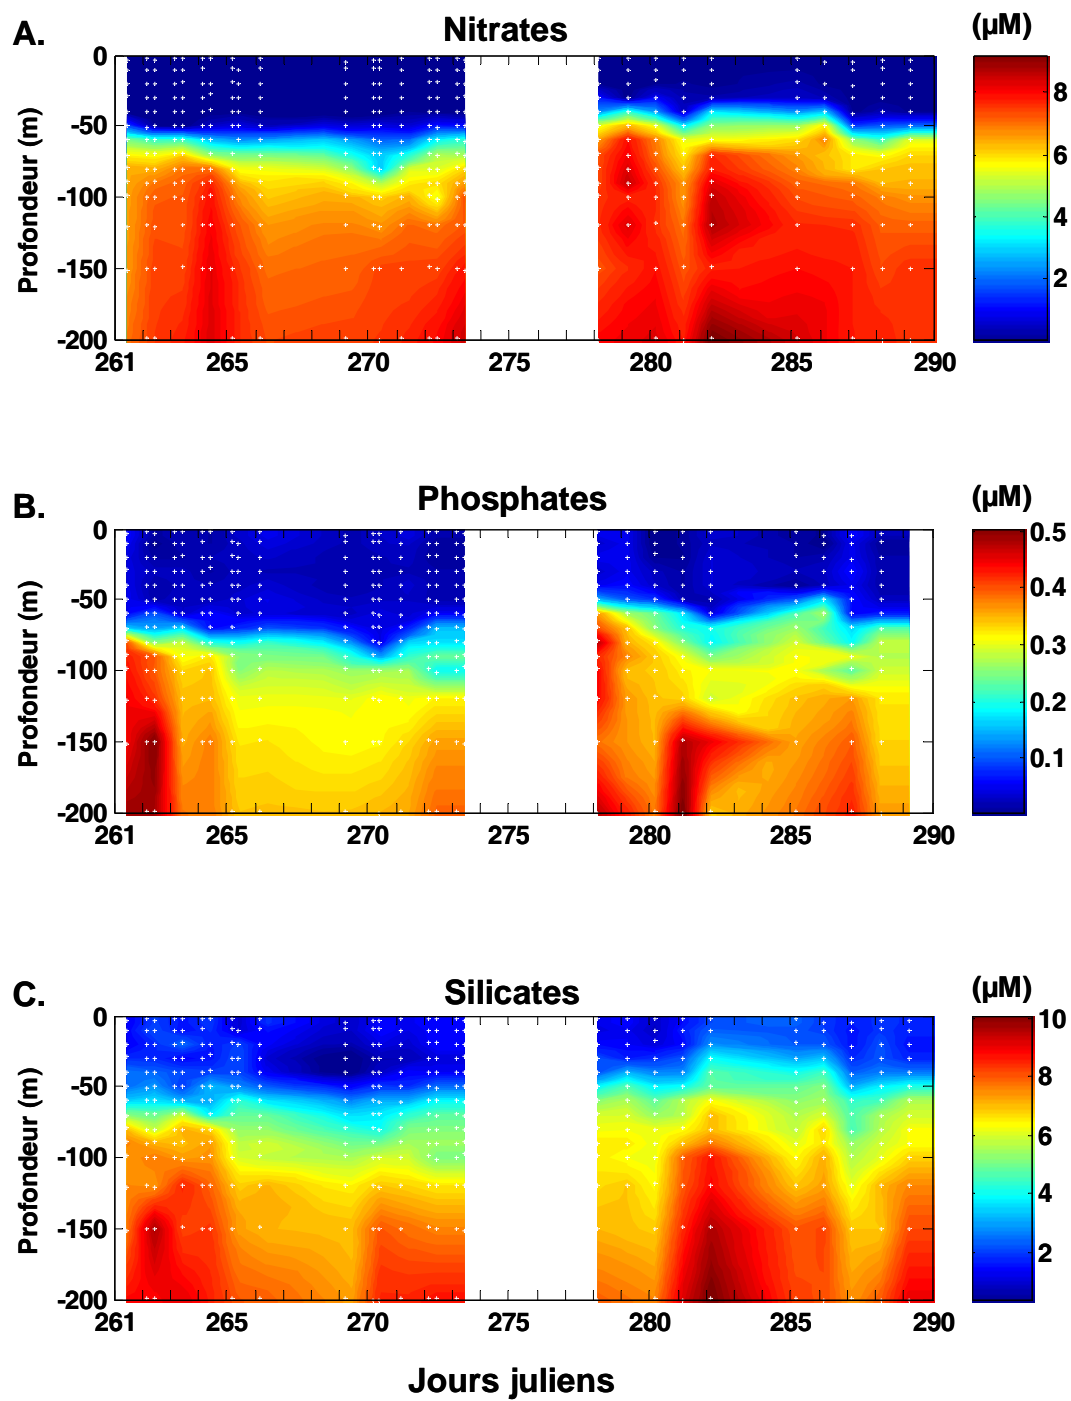 A.
Nitrates
(µM)
0
-50
-100
-150
-200
Profondeur (m)
261 265 270 275 280 285 290
8
6
4
2
B.
Phosphates
(µM)
0
-50
-100
-150
-200
Profondeur (m)
261 265 270 275 280 285 290
0.5
0.4
0.3
0.2
0.1
C.
Silicates
(µM)
0
-50
-100
-150
-200
Profondeur (m)
261 265 270 275 280 285 290
10
8
6
4
2
Jours juliens